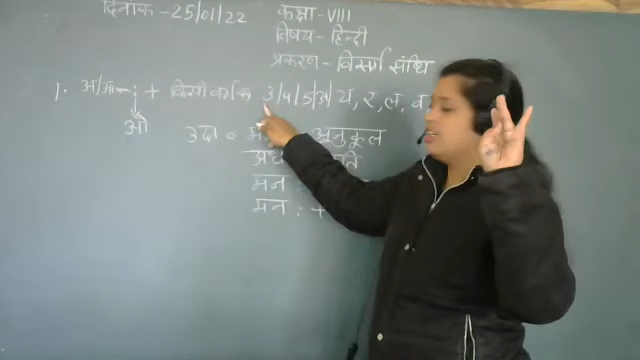 दिनांक - 25/01/22
कक्षा - VIII
विषय - हिन्दी
प्रकरण - विसर्ग संधि
1. अ/आ - : + किसी वर्ग के 3/4/5/अ/य, र, ल, व
ओ
उदा० अनुकूल
मन :
मन : +